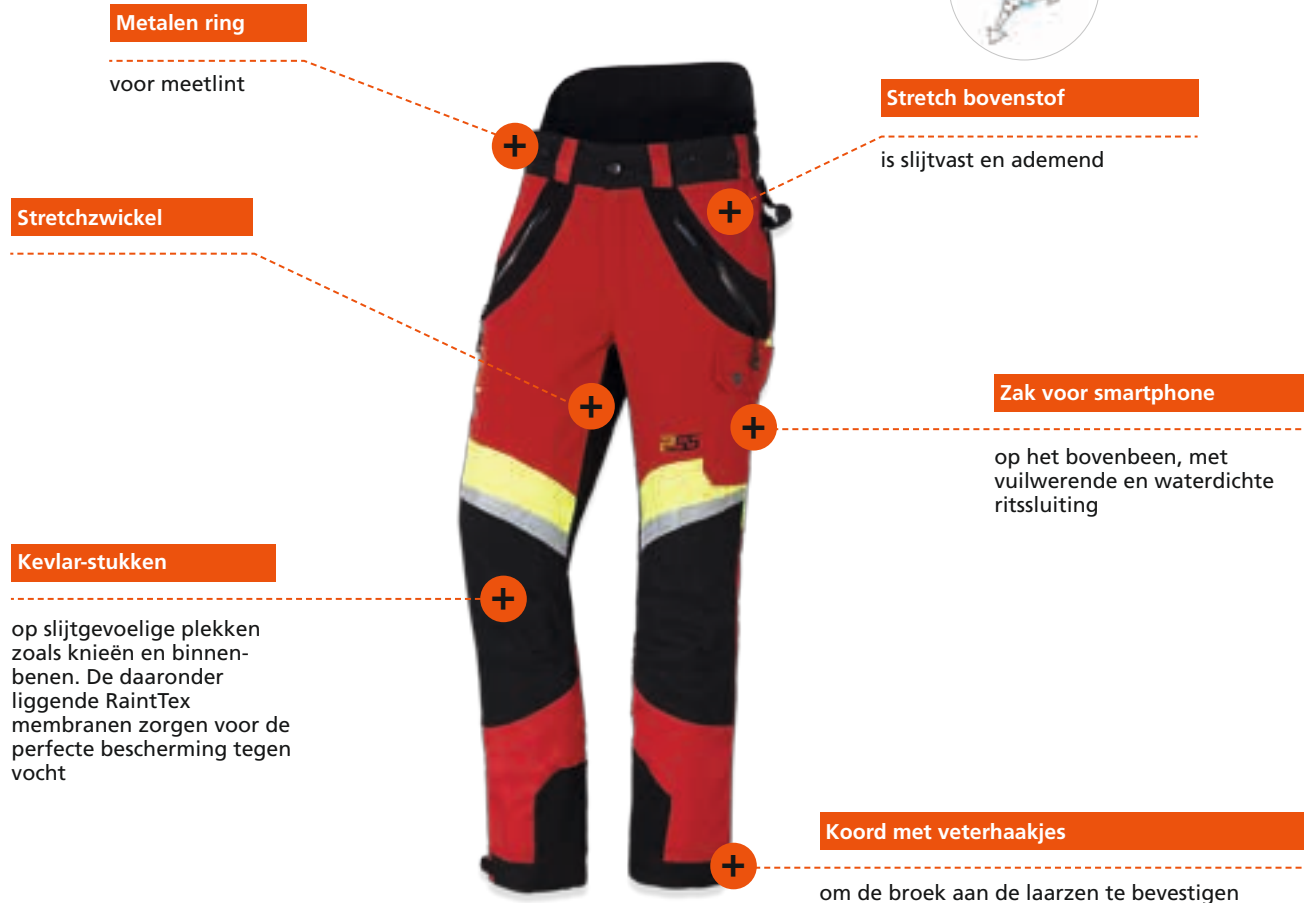 Metalen ring
voor meetlint
Stretch bovenstof
is slijtvast en ademend
Stretchzwickel
Zak voor smartphone
op het bovenbeen, met
vuilwerende en waterdichte
ritssluiting
Kevlar-stukken
op slijtgevoelige plekken
zoals knieën en binnen-
benen. De daaronder
liggende RaintTex
membranen zorgen voor de
perfecte bescherming tegen
vocht
Koord met veterhaakjes
om de broek aan de laarzen te bevestigen